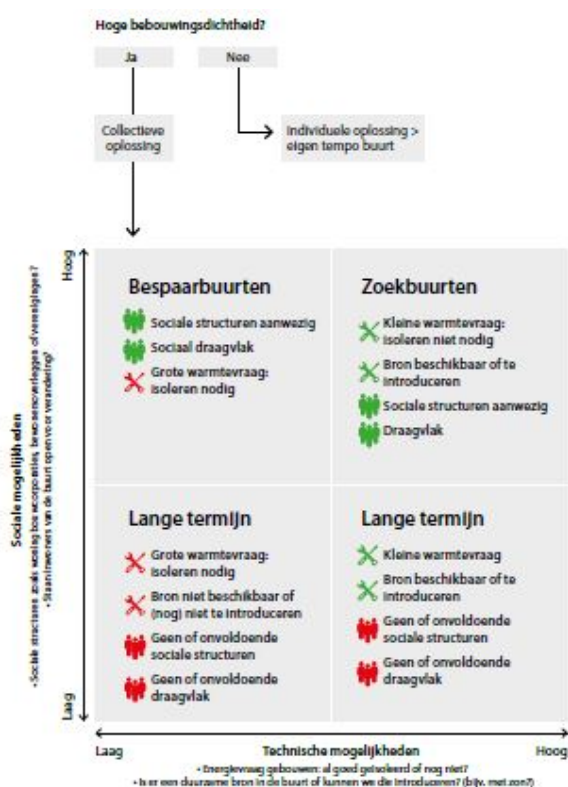 Hoge bebouwingsdichtheid?
Ja
Nee
Collectieve
oplossing
Individuele oplossing >
eigen tempo buurt
Hoog
Bespaarbuurten
Sociale structuren aanwezig
Sociaal draagvlak
Grote warmtevraag:
isoleren nodig
Zoekbuurten
Kleine warmtevraag:
isoleren niet nodig
Bron beschikbaar of te
introduceren
Sociale structuren aanwezig
Draagvlak
Sociale mogelijkheden
• Sociale structuren zoals woningbouwcorporaties, bewonersoverleggen of verenigingen?
• Staan inwoners van de buurt open voor verandering?
Lange termijn
Grote warmtevraag:
isoleren nodig
Bron niet beschikbaar of
(nog) niet te introduceren
Geen of onvoldoende
sociale structuren
Geen of onvoldoende
draagvlak
Lange termijn
Kleine warmtevraag
Bron beschikbaar of te
introduceren
Geen of onvoldoende
sociale structuren
Geen of onvoldoende
draagvlak
Laag
Laag
Technische mogelijkheden
Hoog
• Energievraag gebouwen: al goed geïsoleerd of nog niet?
• Is er een duurzame bron in de buurt of kunnen we die introduceren? (bijv. met zon?)